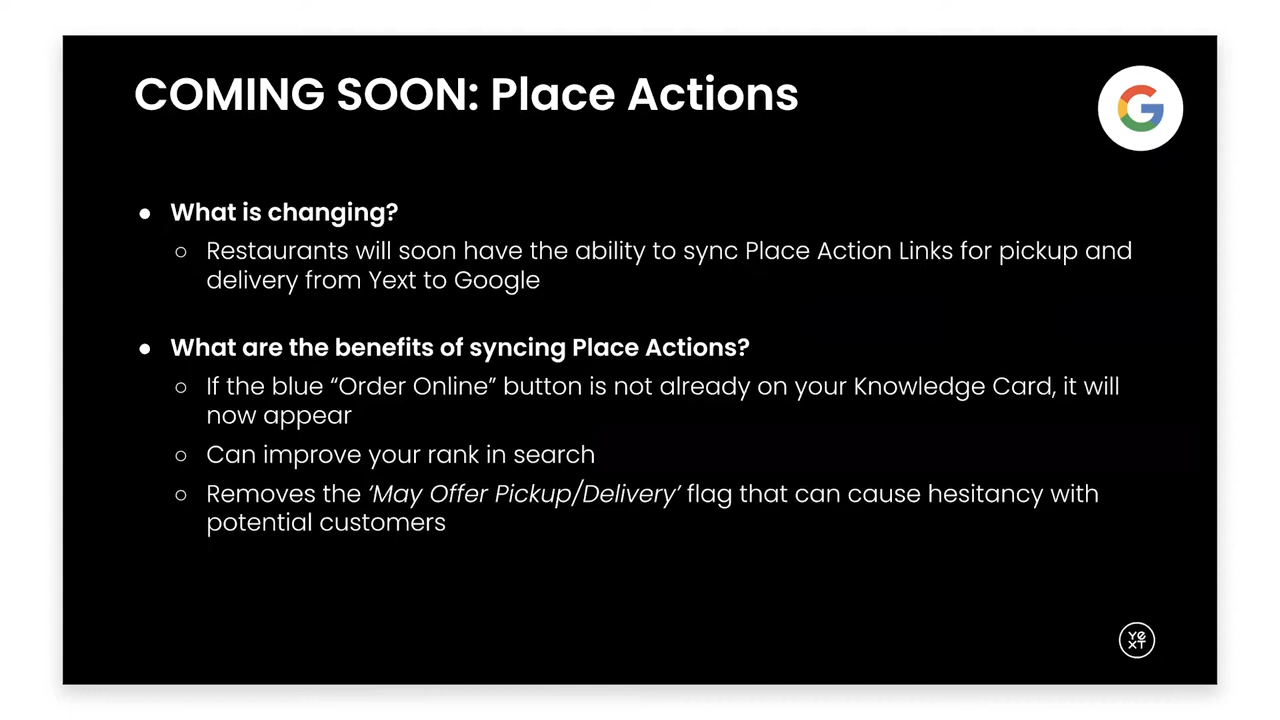 COMING SOON: Place Actions
G
● What is changing?
○ Restaurants will soon have the ability to sync Place Action Links for pickup and
delivery from Yext to Google
● What are the benefits of syncing Place Actions?
○ If the blue “Order Online” button is not already on your Knowledge Card, it will
now appear
○ Can improve your rank in search
○ Removes the ‘May Offer Pickup/Delivery’ flag that can cause hesitancy with
potential customers
yext